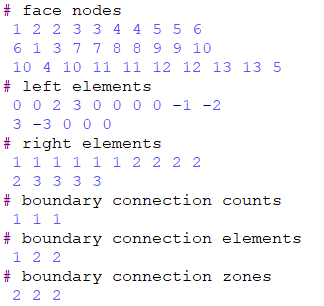 # face nodes
1 2 2 3 3 4 4 5 5 6
6 1 3 7 7 8 8 9 9 10
10 4 10 11 11 12 12 13 13 5
# left elements
0 0 2 3 0 0 0 0 -1 -2
3 -3 0 0 0
# right elements
1 1 1 1 1 1 2 2 2 2
2 3 3 3 3
# boundary connection counts
1 1 1
# boundary connection elements
1 2 2
# boundary connection zones
2 2 2